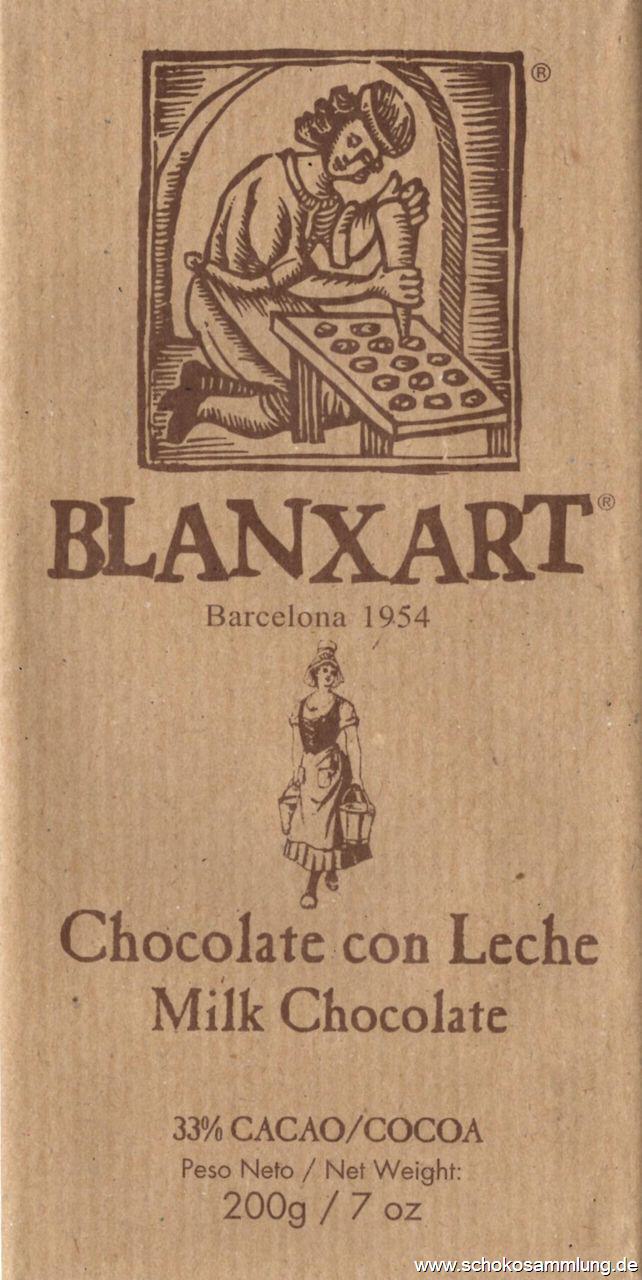 ®
BLANXART®
Barcelona 1954
Chocolate con Leche
Milk Chocolate
33% CACAO/COCOA
Peso Neto / Net Weight:
200g / 7 oz
www.schokosammlung.de